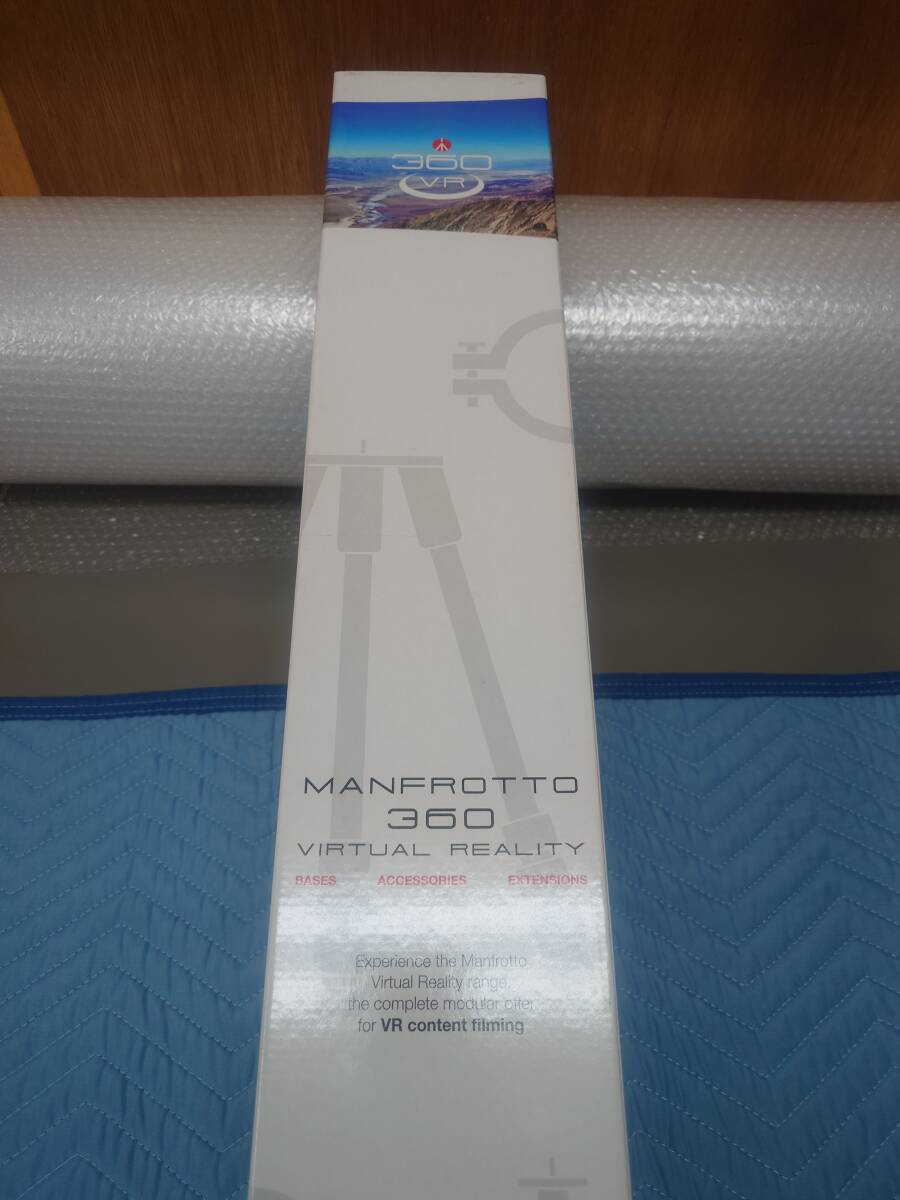 360
VR
MANFROTTO
360
VIRTUAL REALITY
BASES ACCESSORIES EXTENSIONS
Experience the Manfrotto
Virtual Reality range,
the complete modular offer
for VR content filming